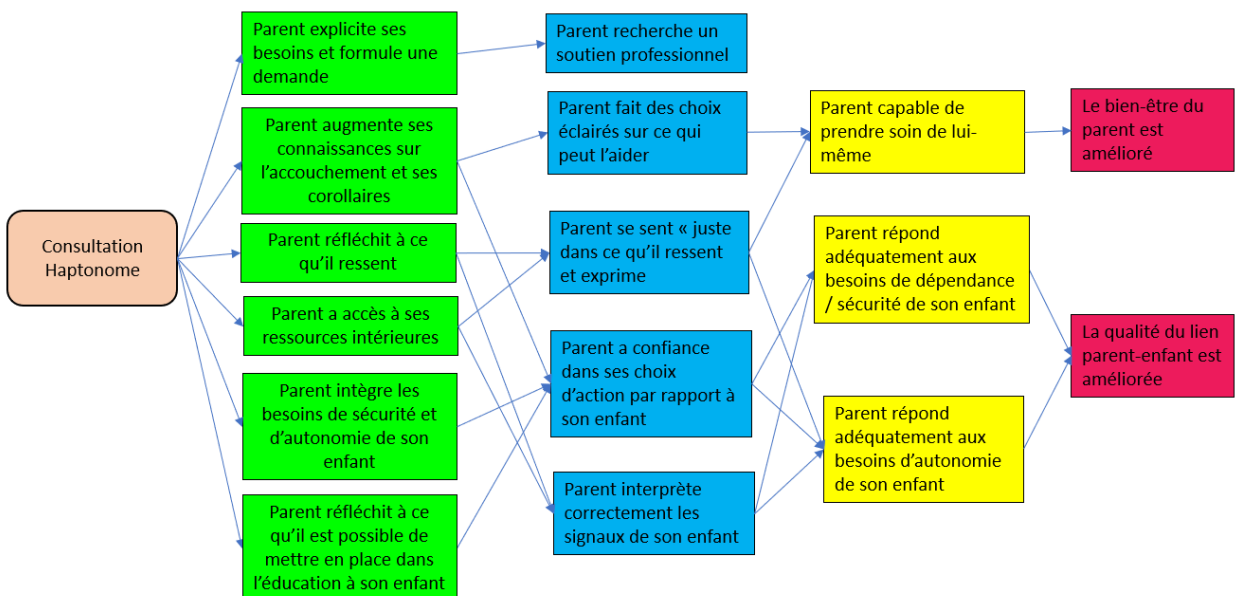 Consultation
Haptonome
Parent explicite ses
besoins et formule une
demande
Parent augmente ses
connaissances sur
l’accouchement et ses
corollaires
Parent réfléchit à ce
qu’il ressent
Parent a accès à ses
ressources intérieures
Parent intègre les
besoins de sécurité et
d’autonomie de son
enfant
Parent réfléchit à ce
qu’il est possible de
mettre en place dans
l’éducation à son enfant
Parent recherche un
soutien professionnel
Parent fait des choix
éclairés sur ce qui
peut l’aider
Parent se sent « juste
dans ce qu’il ressent
et exprime
Parent a confiance
dans ses choix
d’action par rapport à
son enfant
Parent interprète
correctement les
signaux de son enfant
Parent capable de
prendre soin de lui-
même
Parent répond
adéquatement aux
besoins de dépendance
/ sécurité de son enfant
Parent répond
adéquatement aux
besoins d’autonomie
de son enfant
Le bien-être du
parent est
amélioré
La qualité du lien
parent-enfant est
améliorée